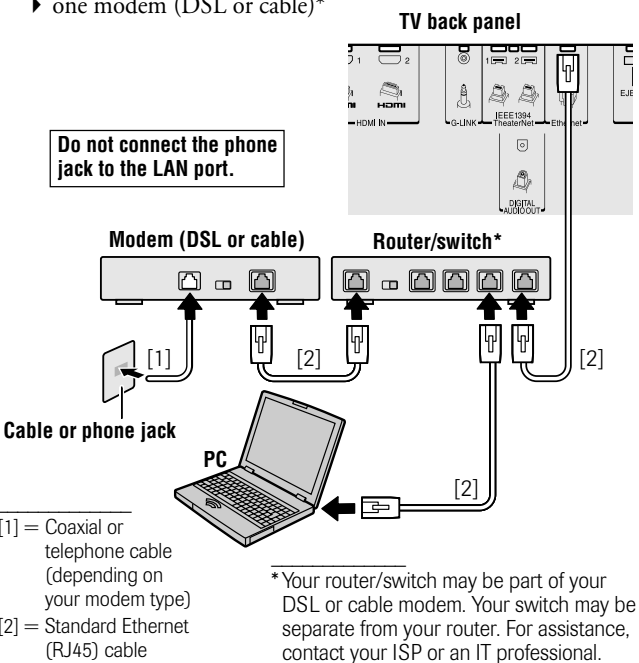 one modem (DSL or cable)*
TV back panel
1
2
1
2
HDMI
HDMI IN
G-LINK
IEEE1394
TheaterNet
Ethernet
EJE
DIGITAL
AUDIO OUT
Do not connect the phone
jack to the LAN port.
Modem (DSL or cable)
Router/switch*
[1]
[2]
[2]
Cable or phone jack
PC
[2]
[1] = Coaxial or
telephone cable
(depending on
your modem type)
[2] = Standard Ethernet
(RJ45) cable
* Your router/switch may be part of your
DSL or cable modem. Your switch may be
separate from your router. For assistance,
contact your ISP or an IT professional.